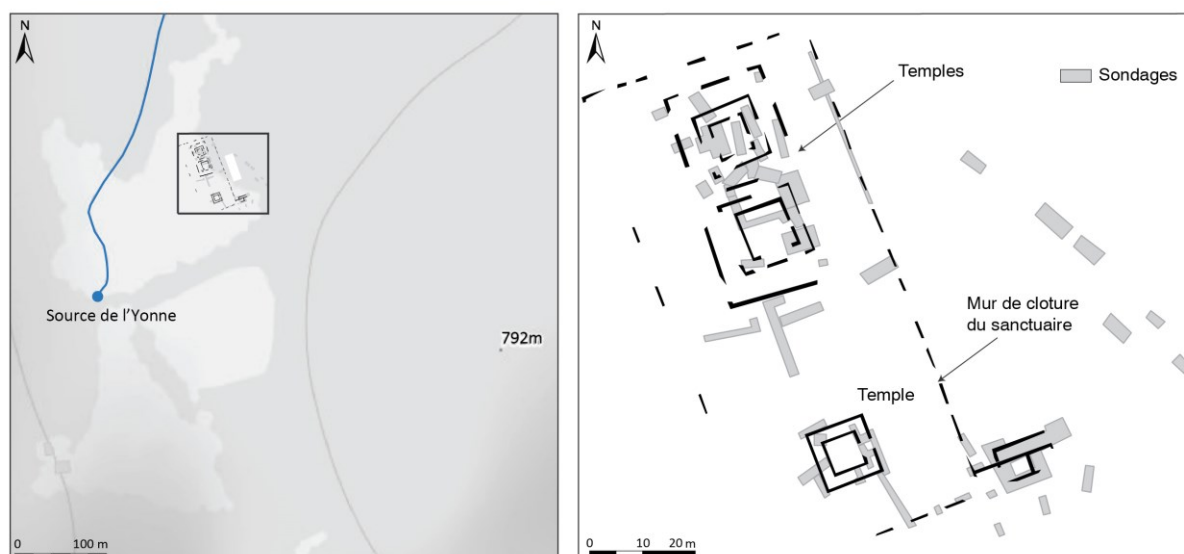 N
Source de l'Yonne
792m
0 100 m
N
Temples
Sondages
Mur de cloture
du sanctuaire
Temple
0 10 20 m